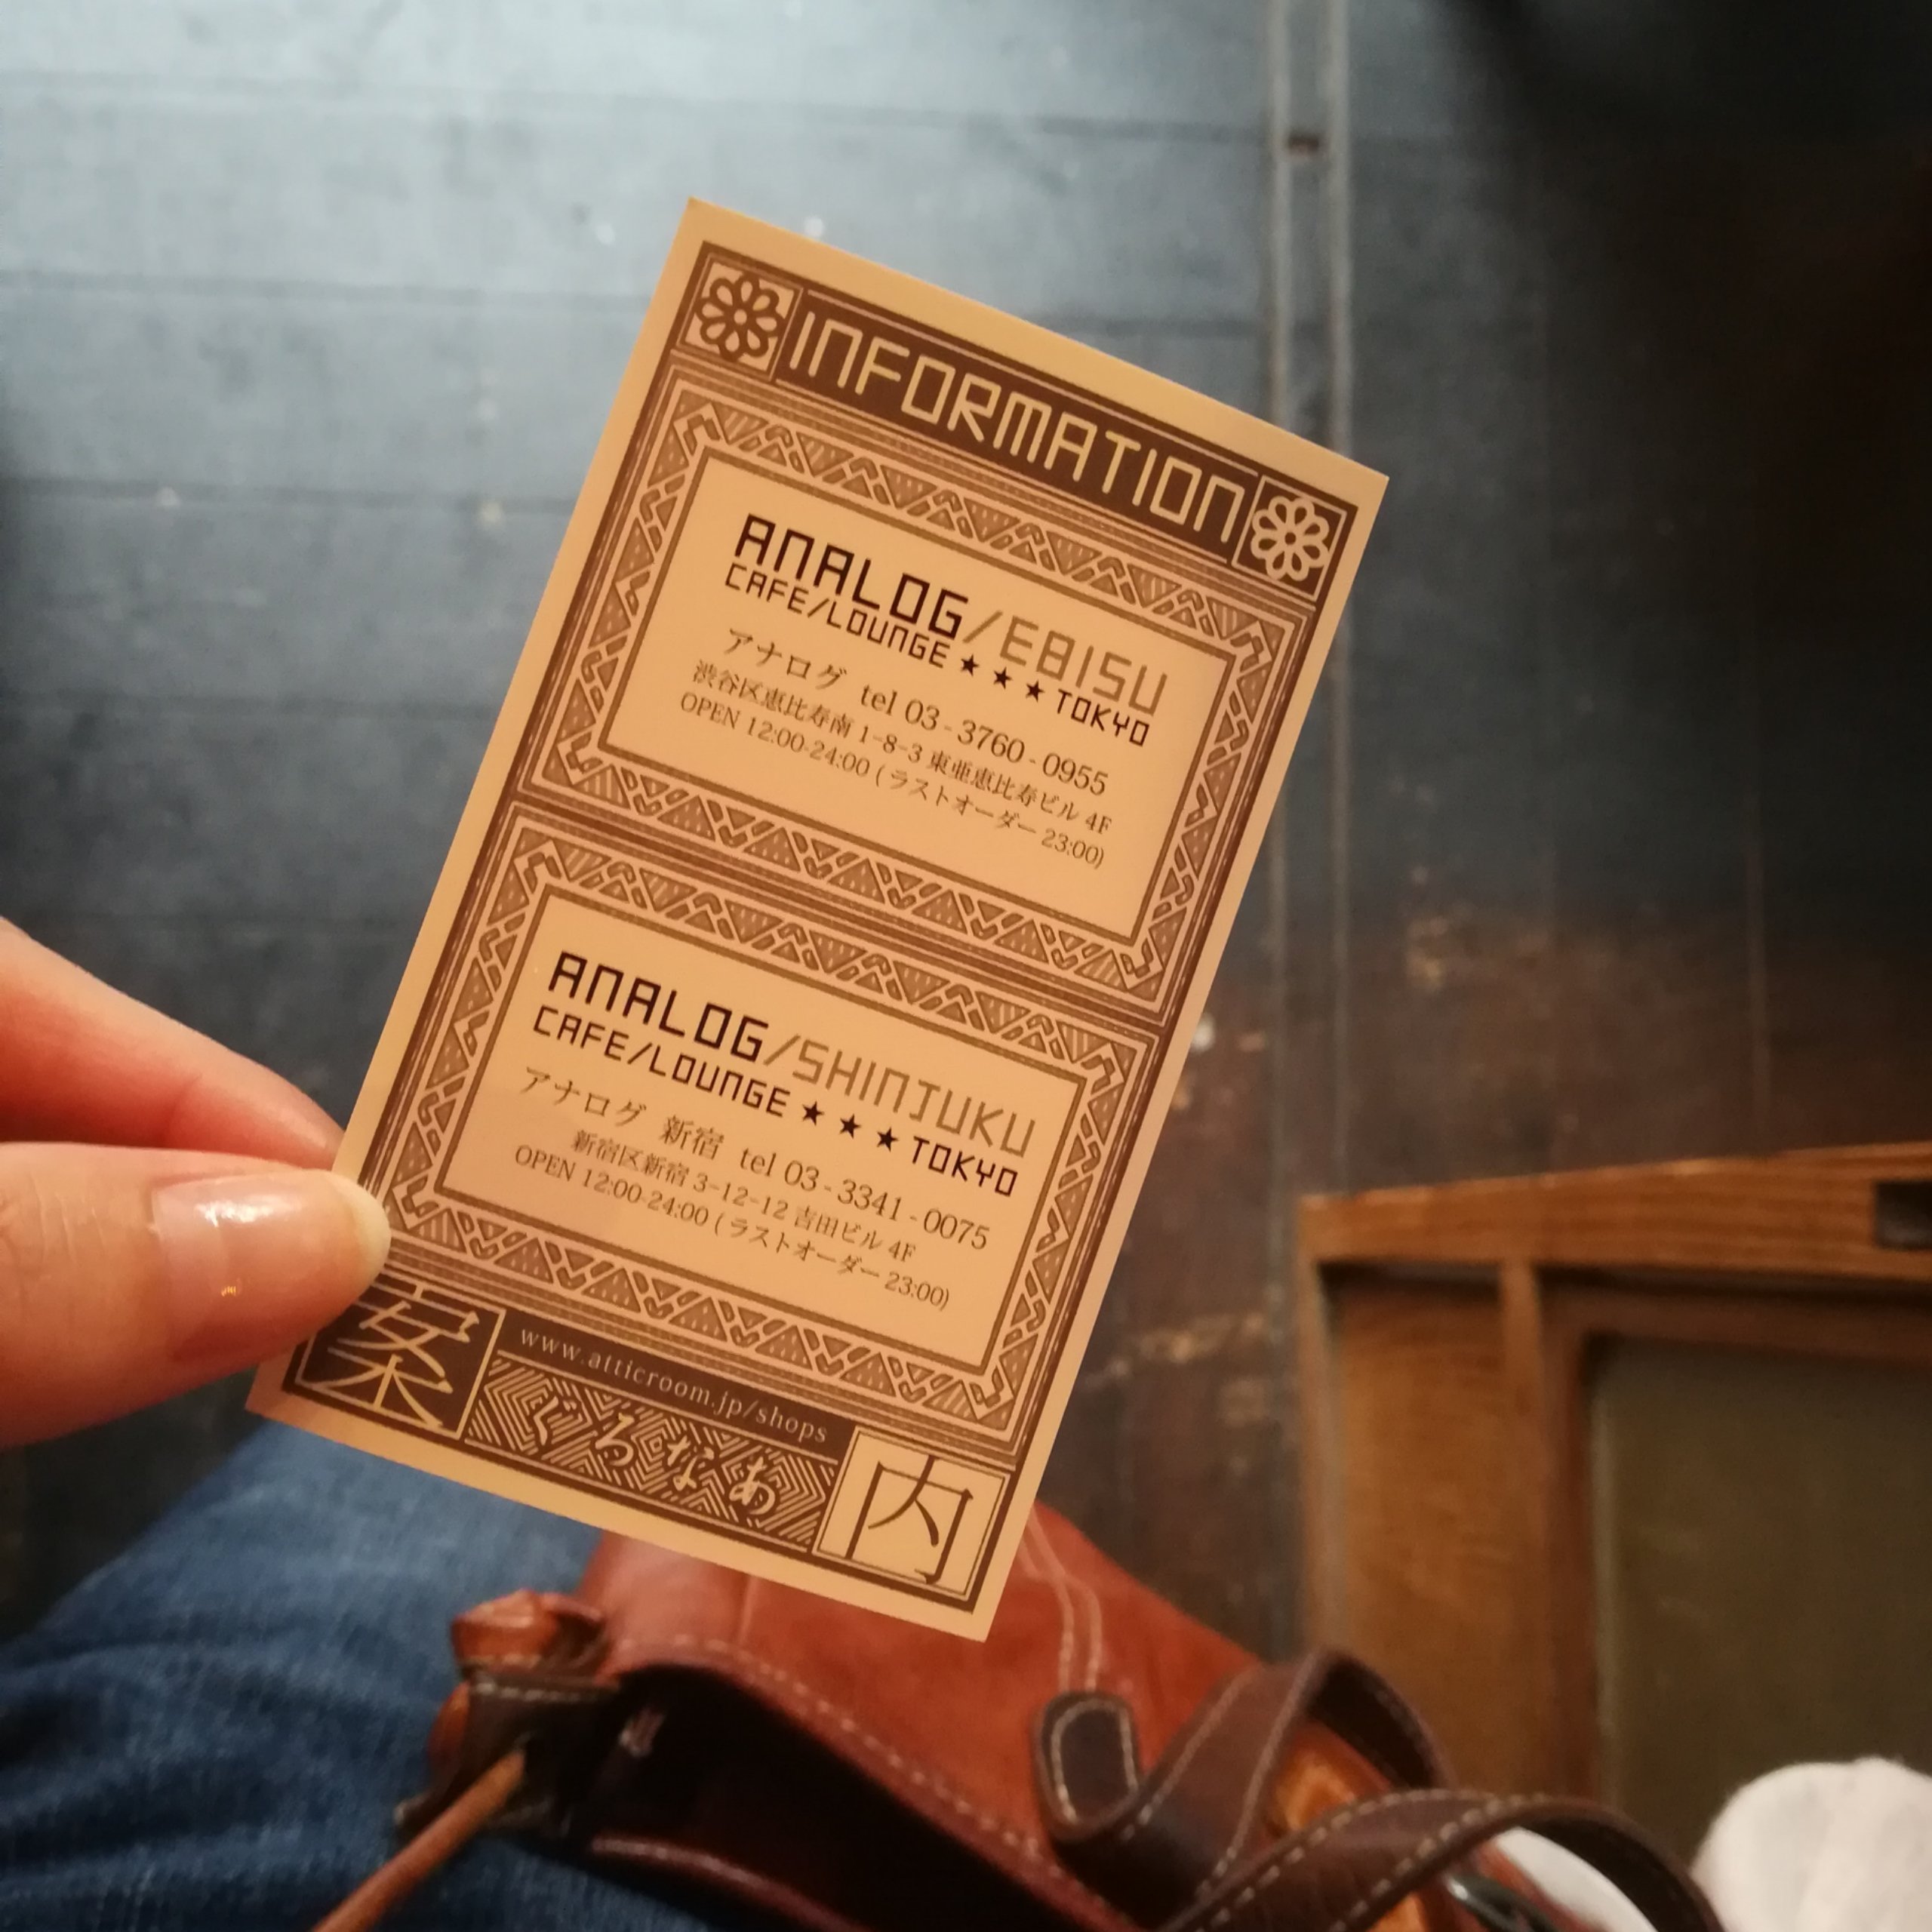 INFORMATION
ANALOG/EBISU
CAFE/LOUNGE ★ ★ ★ TOKYO
アナログ tel 03-3760-0955
渋谷区恵比寿南 1-8-3 東亜恵比寿ビル 4F
OPEN 12:00-24:00 (ラストオーダー 23:00)
ANALOG/SHINJUKU
CAFE/LOUNGE ★ ★ ★ TOKYO
アナログ 新宿 tel 03-3341-0075
新宿区新宿 3-12-12 吉田ビル 4F
OPEN 12:00-24:00 (ラストオーダー 23:00)
www.atticroom.jp/shops
案 ぐろなあ 内